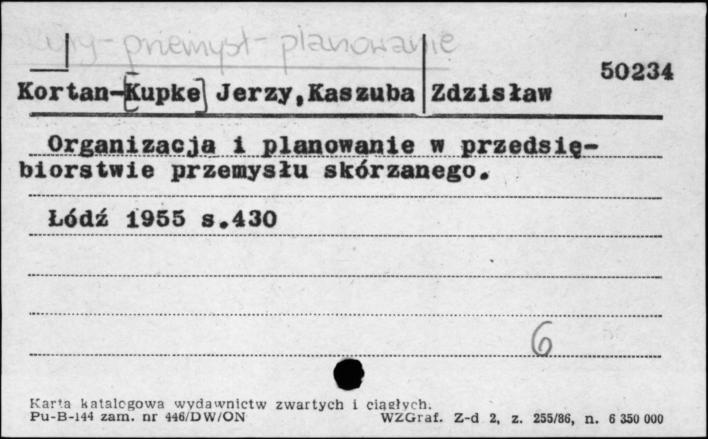 - przemysł - planowanie
50234
Kortan-[Kupke] Jerzy, Kaszuba Zdzisław
Organizacja i planowanie w przedsię-
biorstwie przemysłu skórzanego.
Łódź 1955 s.430
6
Karta katalogowa wydawnictw zwartych i ciągłych.
Pu-B-144 zam. nr 446/DW/ON WZGraf. Z-d 2, z. 255/86, n. 6 350 000